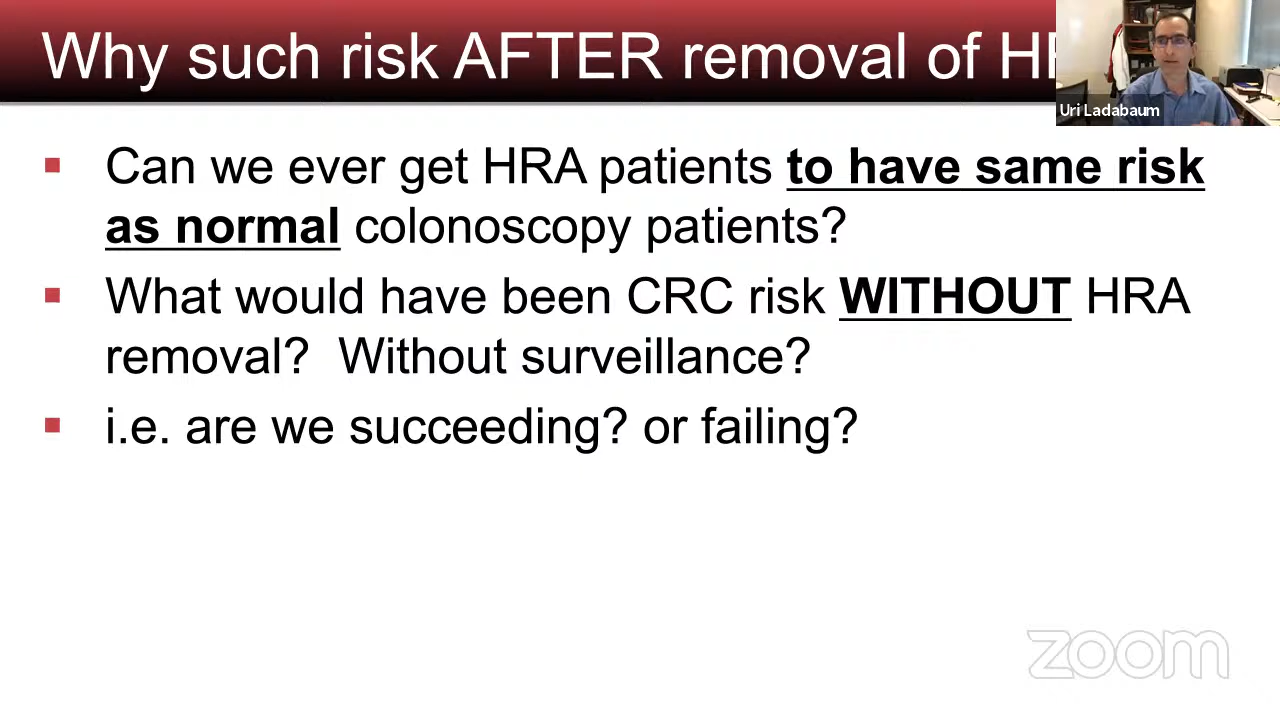 Why such risk AFTER removal of
Uri Ladabaum
▪ Can we ever get HRA patients to have same risk
as normal colonoscopy patients?
▪ What would have been CRC risk WITHOUT HRA
removal?  Without surveillance?
▪ i.e. are we succeeding? or failing?
zoom